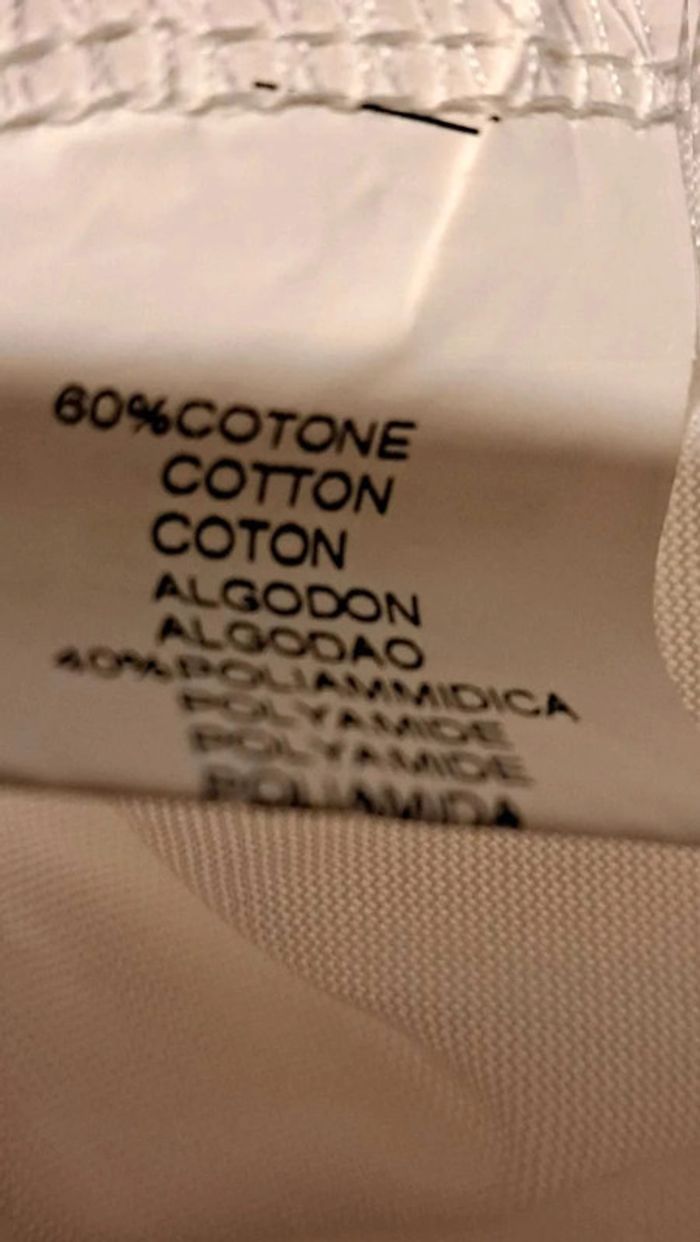 60%COTONE
COTTON
COTON
ALGODON
ALGODAO
40%POLIAMMIDICA
POLYAMIDE
POLYAMIDE
POLIAMIDA